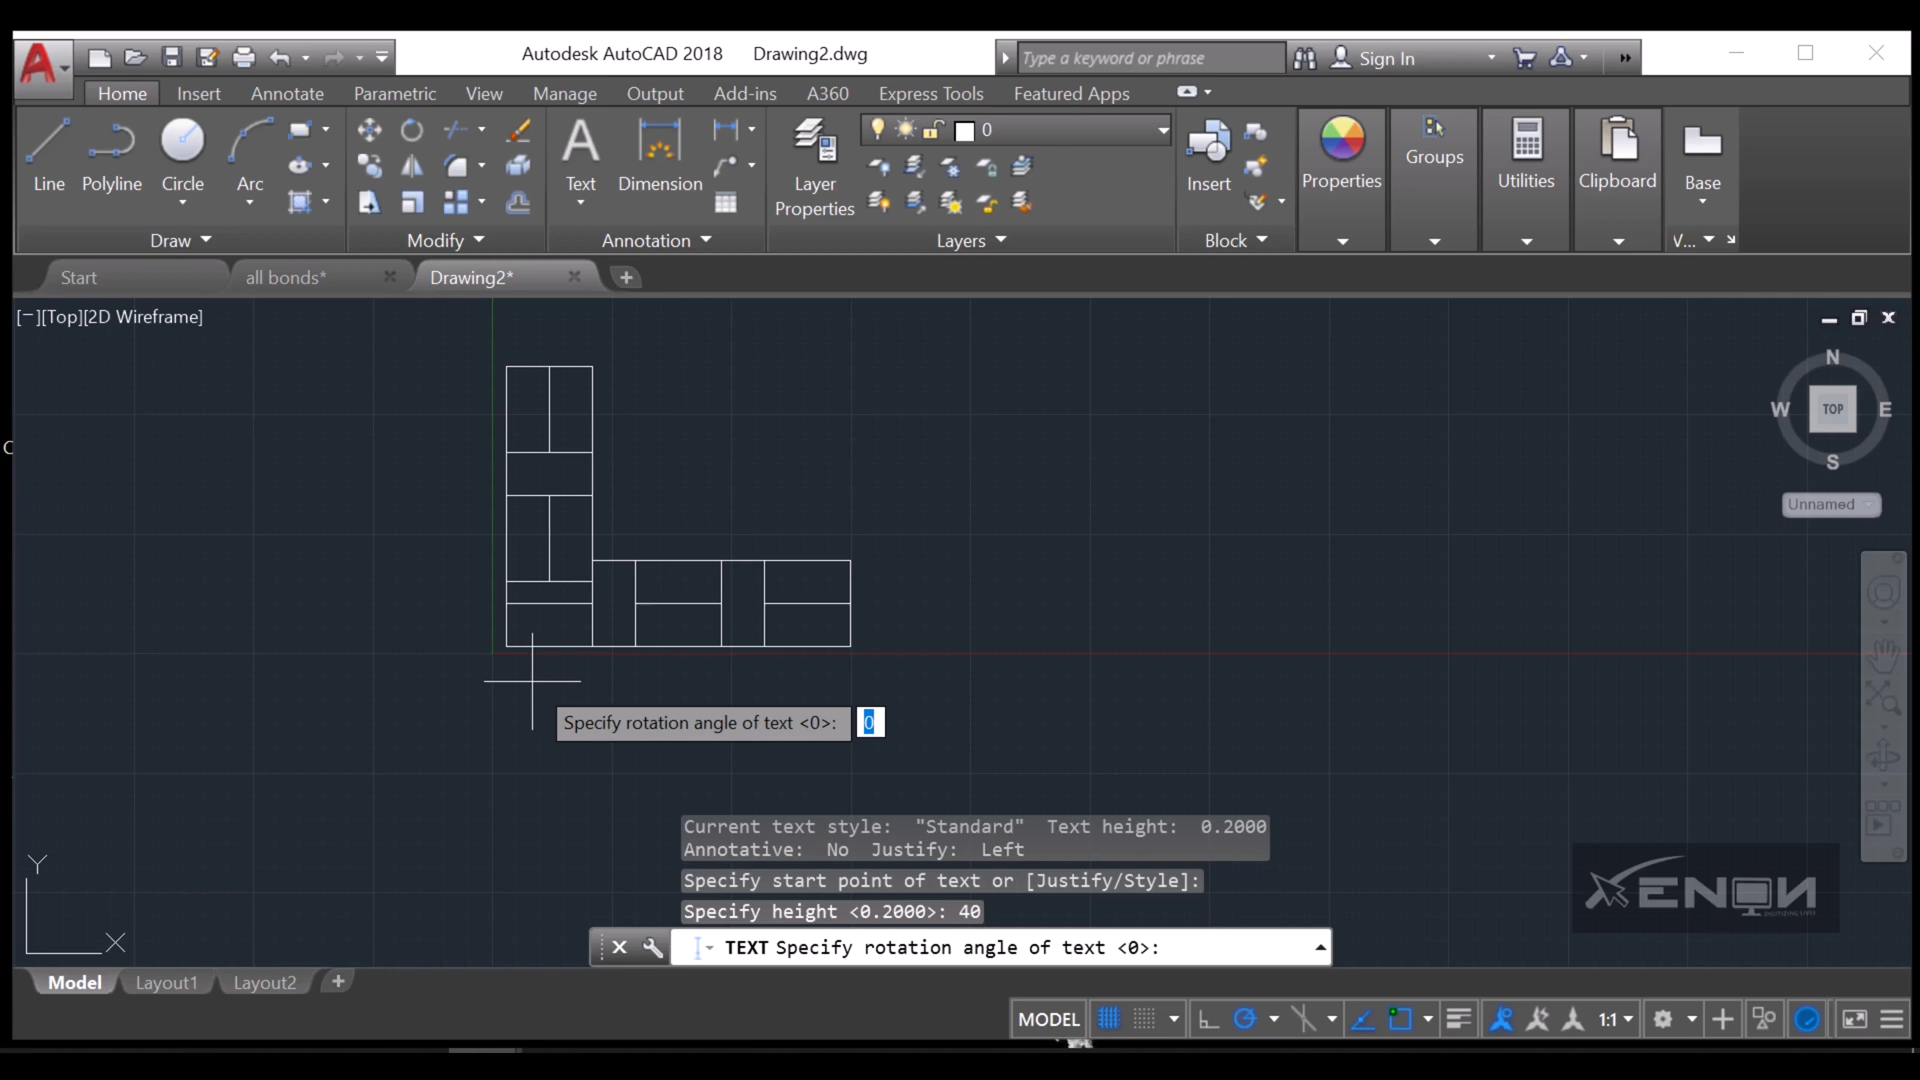 Autodesk AutoCAD 2018 Drawing2.dwg
Type a keyword or phrase
Sign In
Home Insert Annotate Parametric View Manage Output Add-ins A360 Express Tools Featured Apps
Line Polyline Circle Arc
Text Dimension
Layer Properties
0
Insert
Properties
Groups
Utilities
Clipboard
Base
Draw
Modify
Annotation
Layers
Block
V...
Start all bonds* Drawing2*
[−][Top][2D Wireframe]
N
W TOP E
S
Unnamed
Specify rotation angle of text <0>: 0
Current text style: "Standard" Text height: 0.2000
Annotative: No Justify: Left
Specify start point of text or [Justify/Style]:
Specify height <0.2000>: 40
TEXT Specify rotation angle of text <0>:
Y
X
XENON
DIGITIZING LIVES
Model Layout1 Layout2
MODEL 1:1